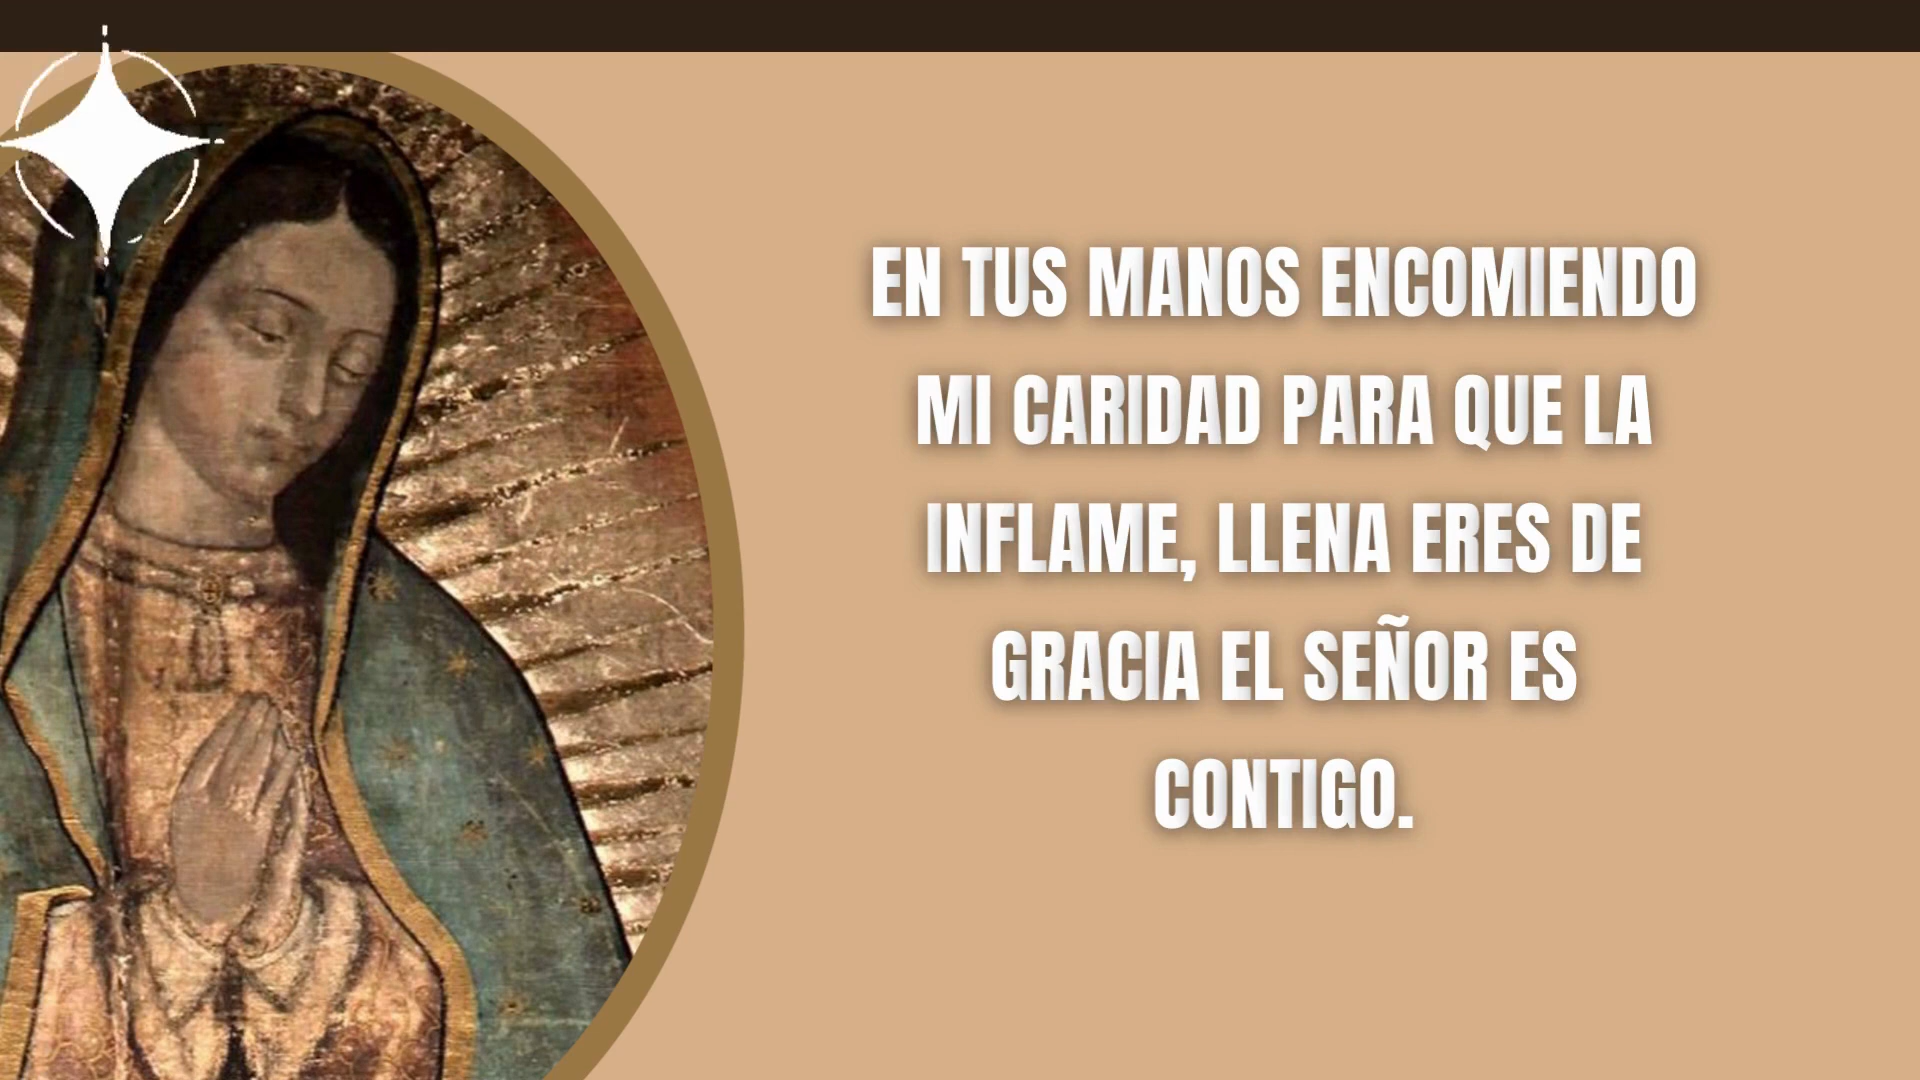 EN TUS MANOS ENCOMIENDO
MI CARIDAD PARA QUE LA
INFLAME, LLENA ERES DE
GRACIA EL SEÑOR ES
CONTIGO.